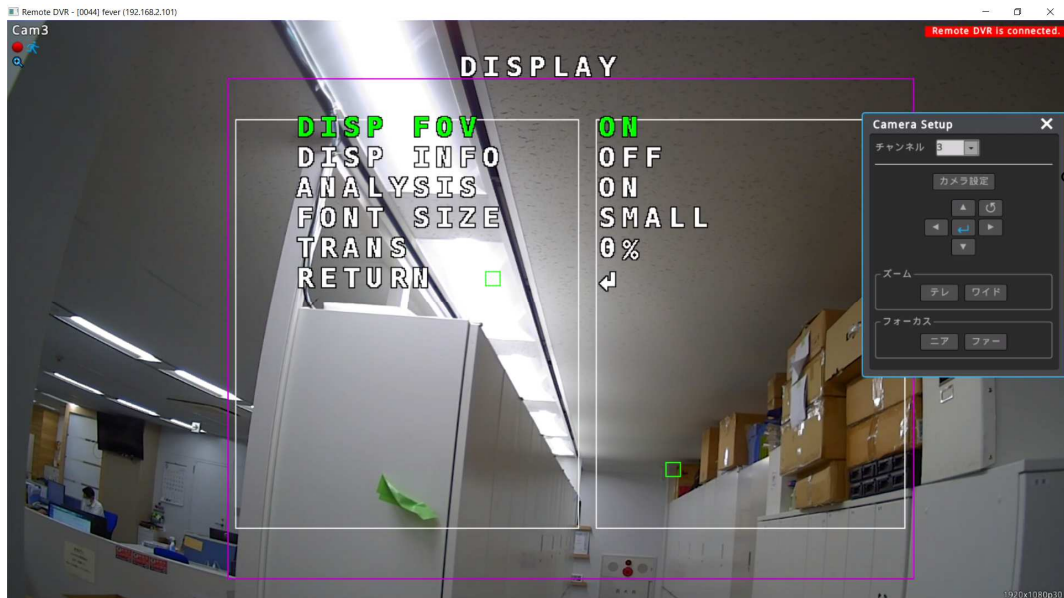 Remote DVR - [0044] fever (192.168.2.101)
Cam3
Remote DVR is connected.
DISPLAY
DISP FOV ON
DISP INFO OFF
ANALYSIS ON
FONT SIZE SMALL
TRANS 0%
RETURN ↲
Camera Setup
チャンネル 3
カメラ設定
ズーム
テレ ワイド
フォーカス
ニア ファー
1920x1080p30